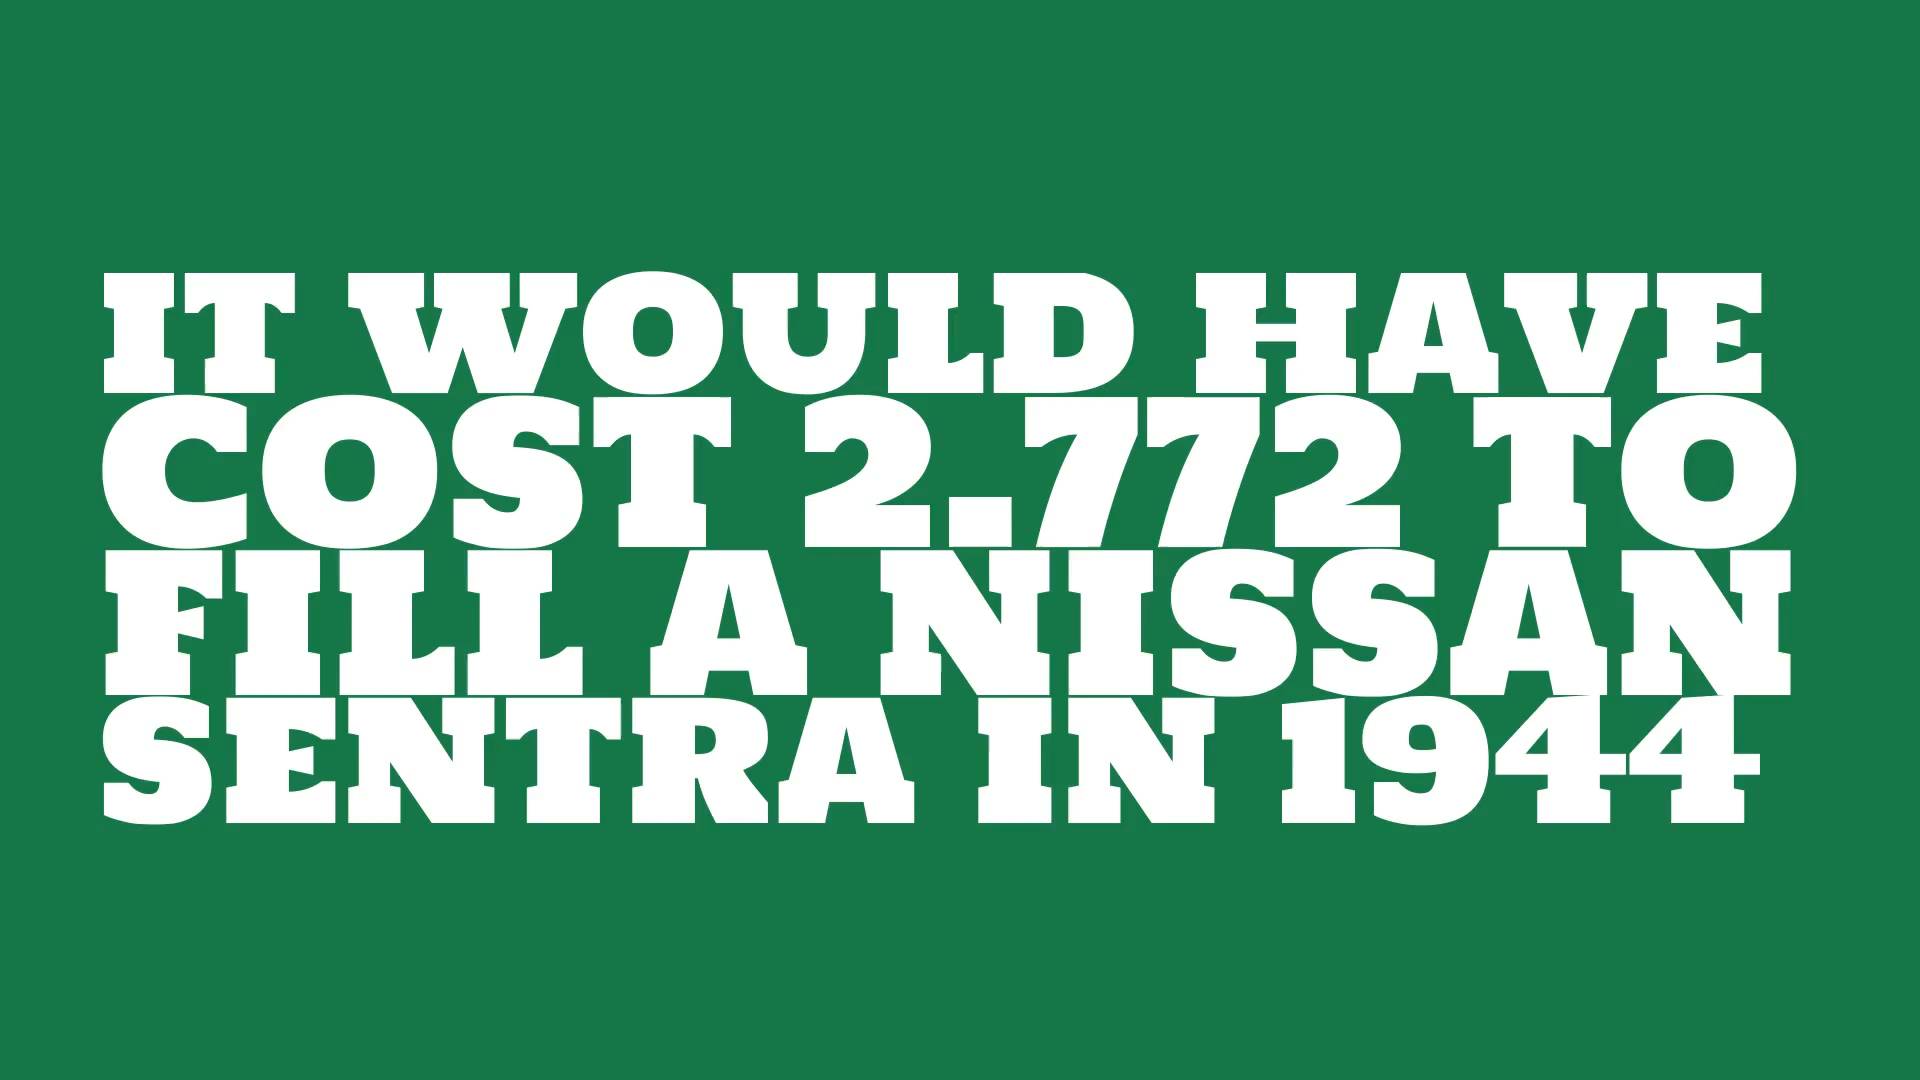 IT WOULD HAVE
COST 2.772 TO
FILL A NISSAN
SENTRA IN 1944